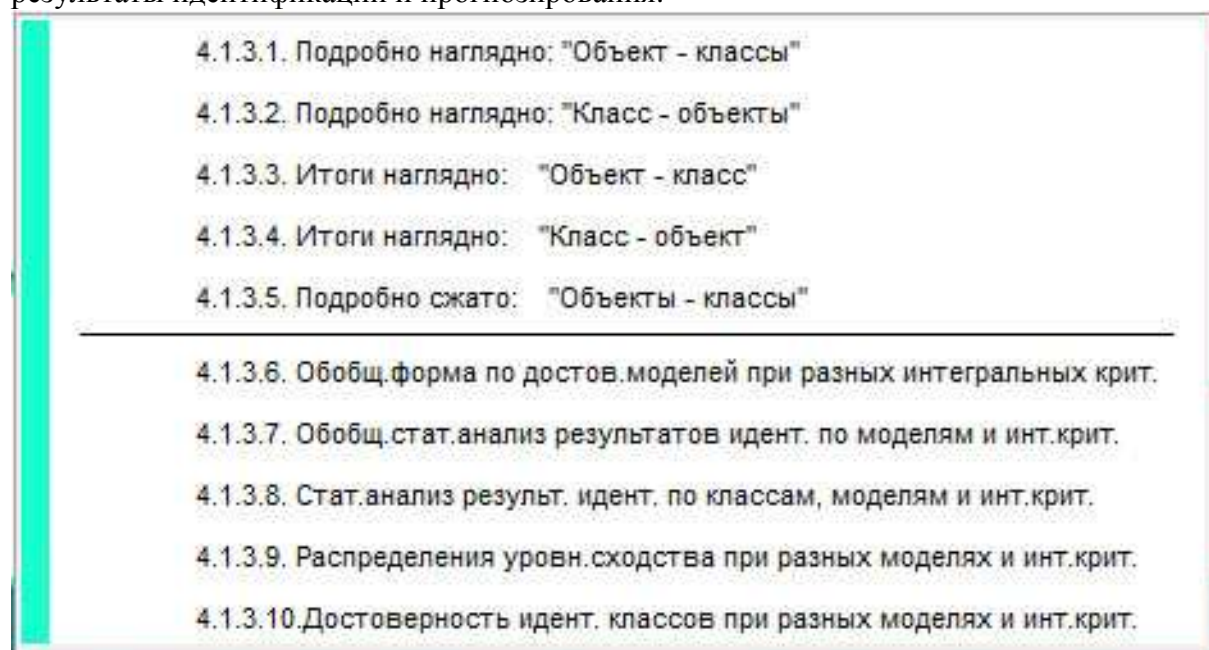 результаты идентификации и прогнозирования.
4.1.3.1. Подробно наглядно: "Объект - классы"
4.1.3.2. Подробно наглядно: "Класс - объекты"
4.1.3.3. Итоги наглядно: "Объект - класс"
4.1.3.4. Итоги наглядно: "Класс - объект"
4.1.3.5. Подробно сжато: "Объекты - классы"
4.1.3.6. Обобщ.форма по достов.моделей при разных интегральных крит.
4.1.3.7. Обобщ.стат.анализ результатов идент. по моделям и инт.крит.
4.1.3.8. Стат.анализ результ. идент. по классам, моделям и инт.крит.
4.1.3.9. Распределения уровн.сходства при разных моделях и инт.крит.
4.1.3.10.Достоверность идент. классов при разных моделях и инт.крит.